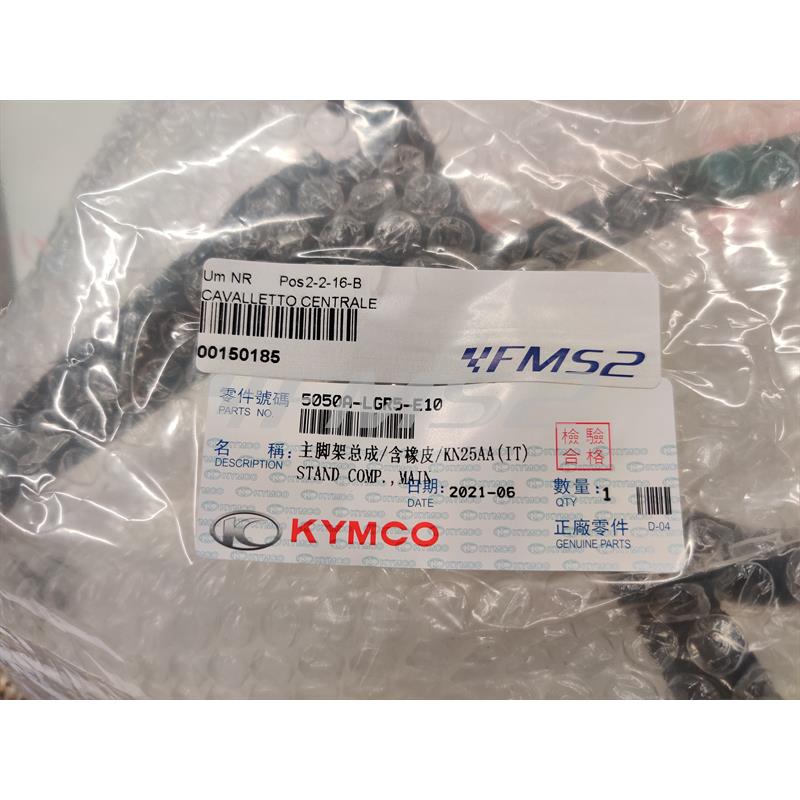 Um NR Pos2-2-16-B
CAVALLETTO CENTRALE
00150185
FMS2
零件號碼 5050A-LGR5-E10
PARTS NO.
名 稱: 主脚架总成/含橡皮/KN25AA(IT)
DESCRIPTION STAND COMP.,MAIN
檢驗
合格
日期: 2021-06
DATE
數量: 1
QTY
D-04
KYMCO
正廠零件
GENUINE PARTS